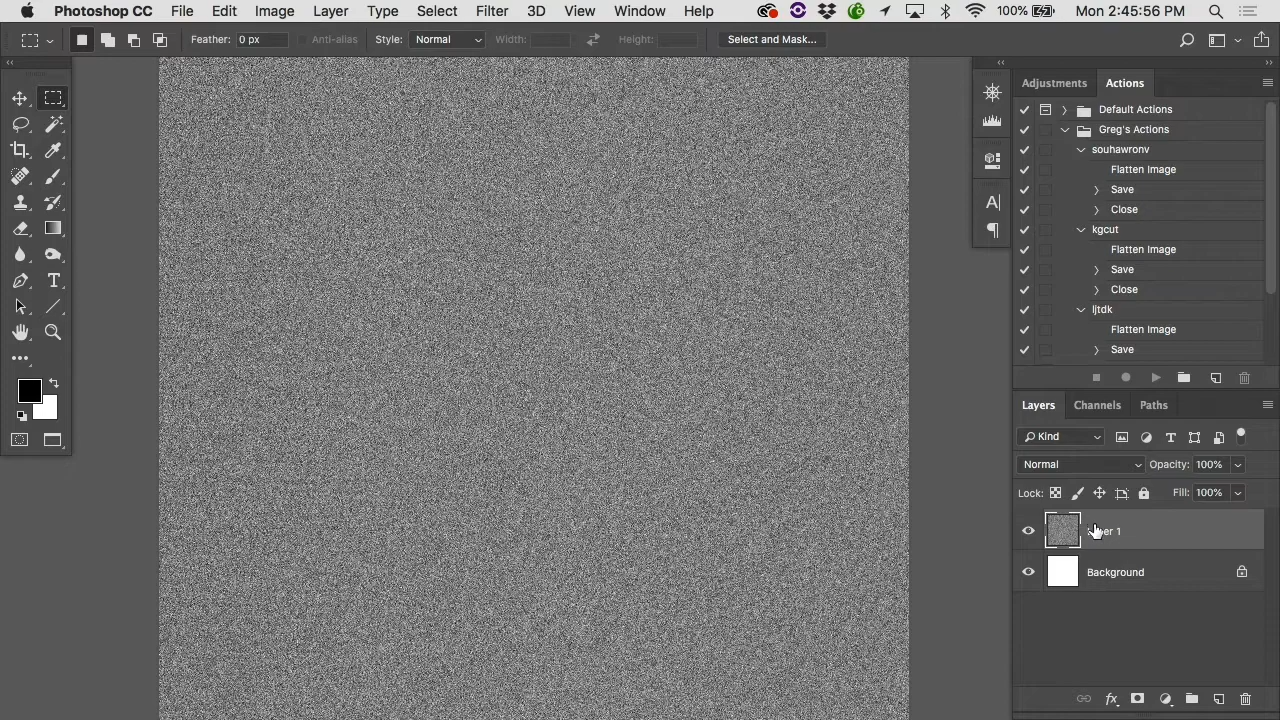 Photoshop CC File Edit Image Layer Type Select Filter 3D View Window Help 100% Mon 2:45:56 PM
Feather: 0 px Anti-alias Style: Normal Width: Height: Select and Mask...
Adjustments Actions
Default Actions
Greg's Actions
souhawronv
Flatten Image
Save
Close
kgcut
Flatten Image
Save
Close
ljtdk
Flatten Image
Save
Layers Channels Paths
Kind
Normal Opacity: 100%
Lock: Fill: 100%
1
Background